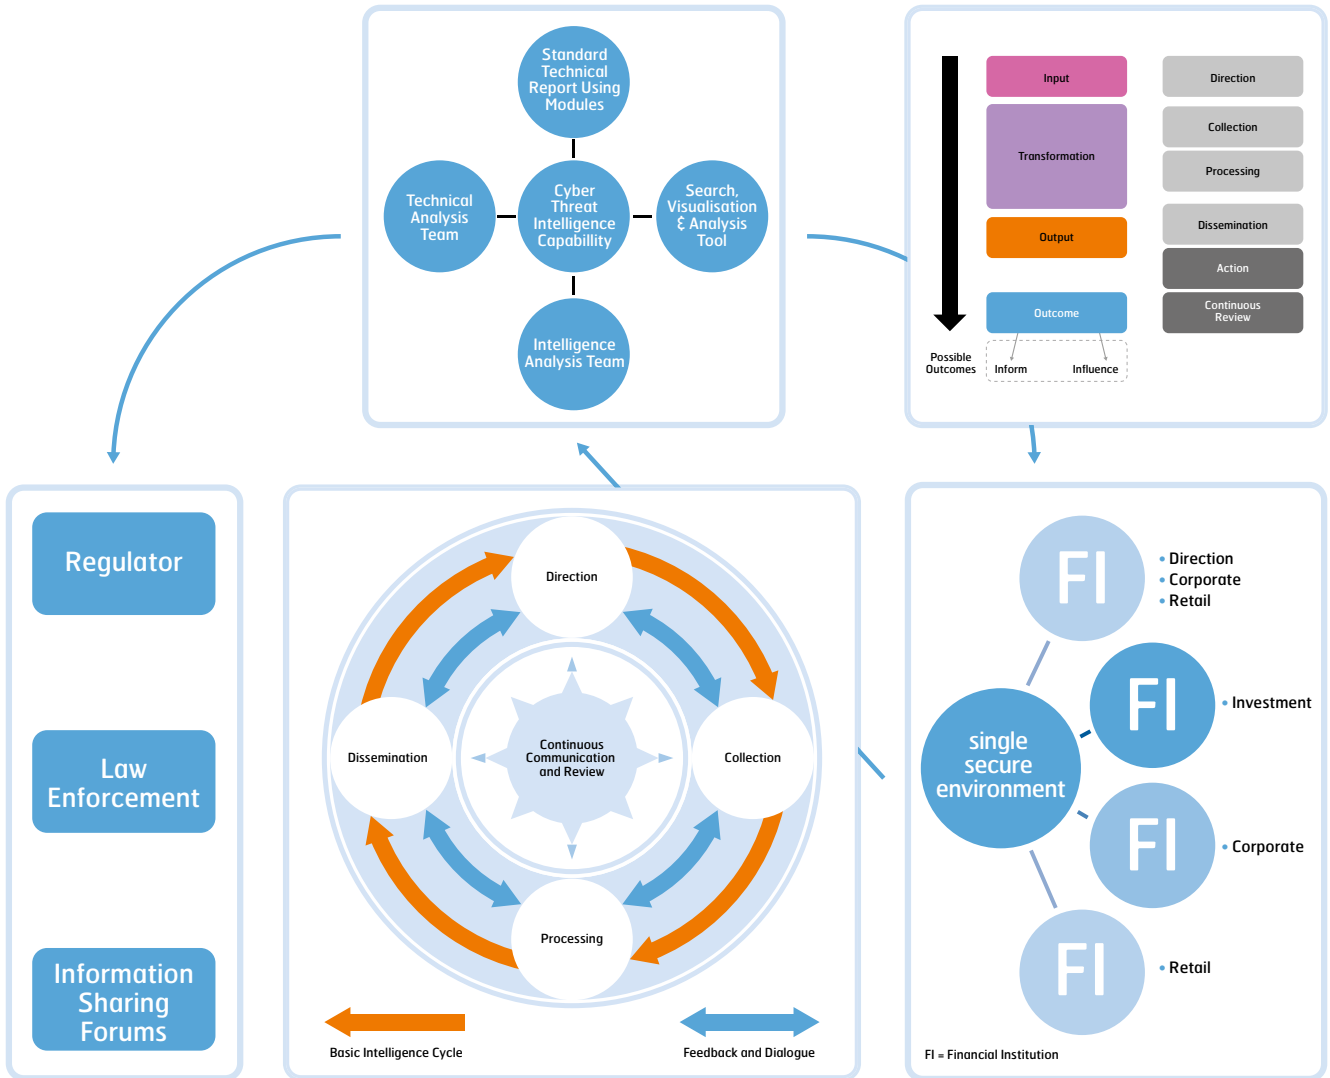 Standard
Technical
Report Using
Modules
Technical
Analysis
Team
Cyber
Threat
Intelligence
Capabillity
Search,
Visualisation
& Analysis
Tool
Intelligence
Analysis Team
Input
Transformation
Output
Outcome
Possible
Outcomes
Inform
Influence
Direction
Collection
Processing
Dissemination
Action
Continuous
Review
Regulator
Law
Enforcement
Information
Sharing
Forums
Direction
Dissemination
Continuous
Communication
and Review
Collection
Processing
Basic Intelligence Cycle
Feedback and Dialogue
FI
• Direction
• Corporate
• Retail
single
secure
environment
FI
• Investment
FI
• Corporate
FI
• Retail
FI = Financial Institution